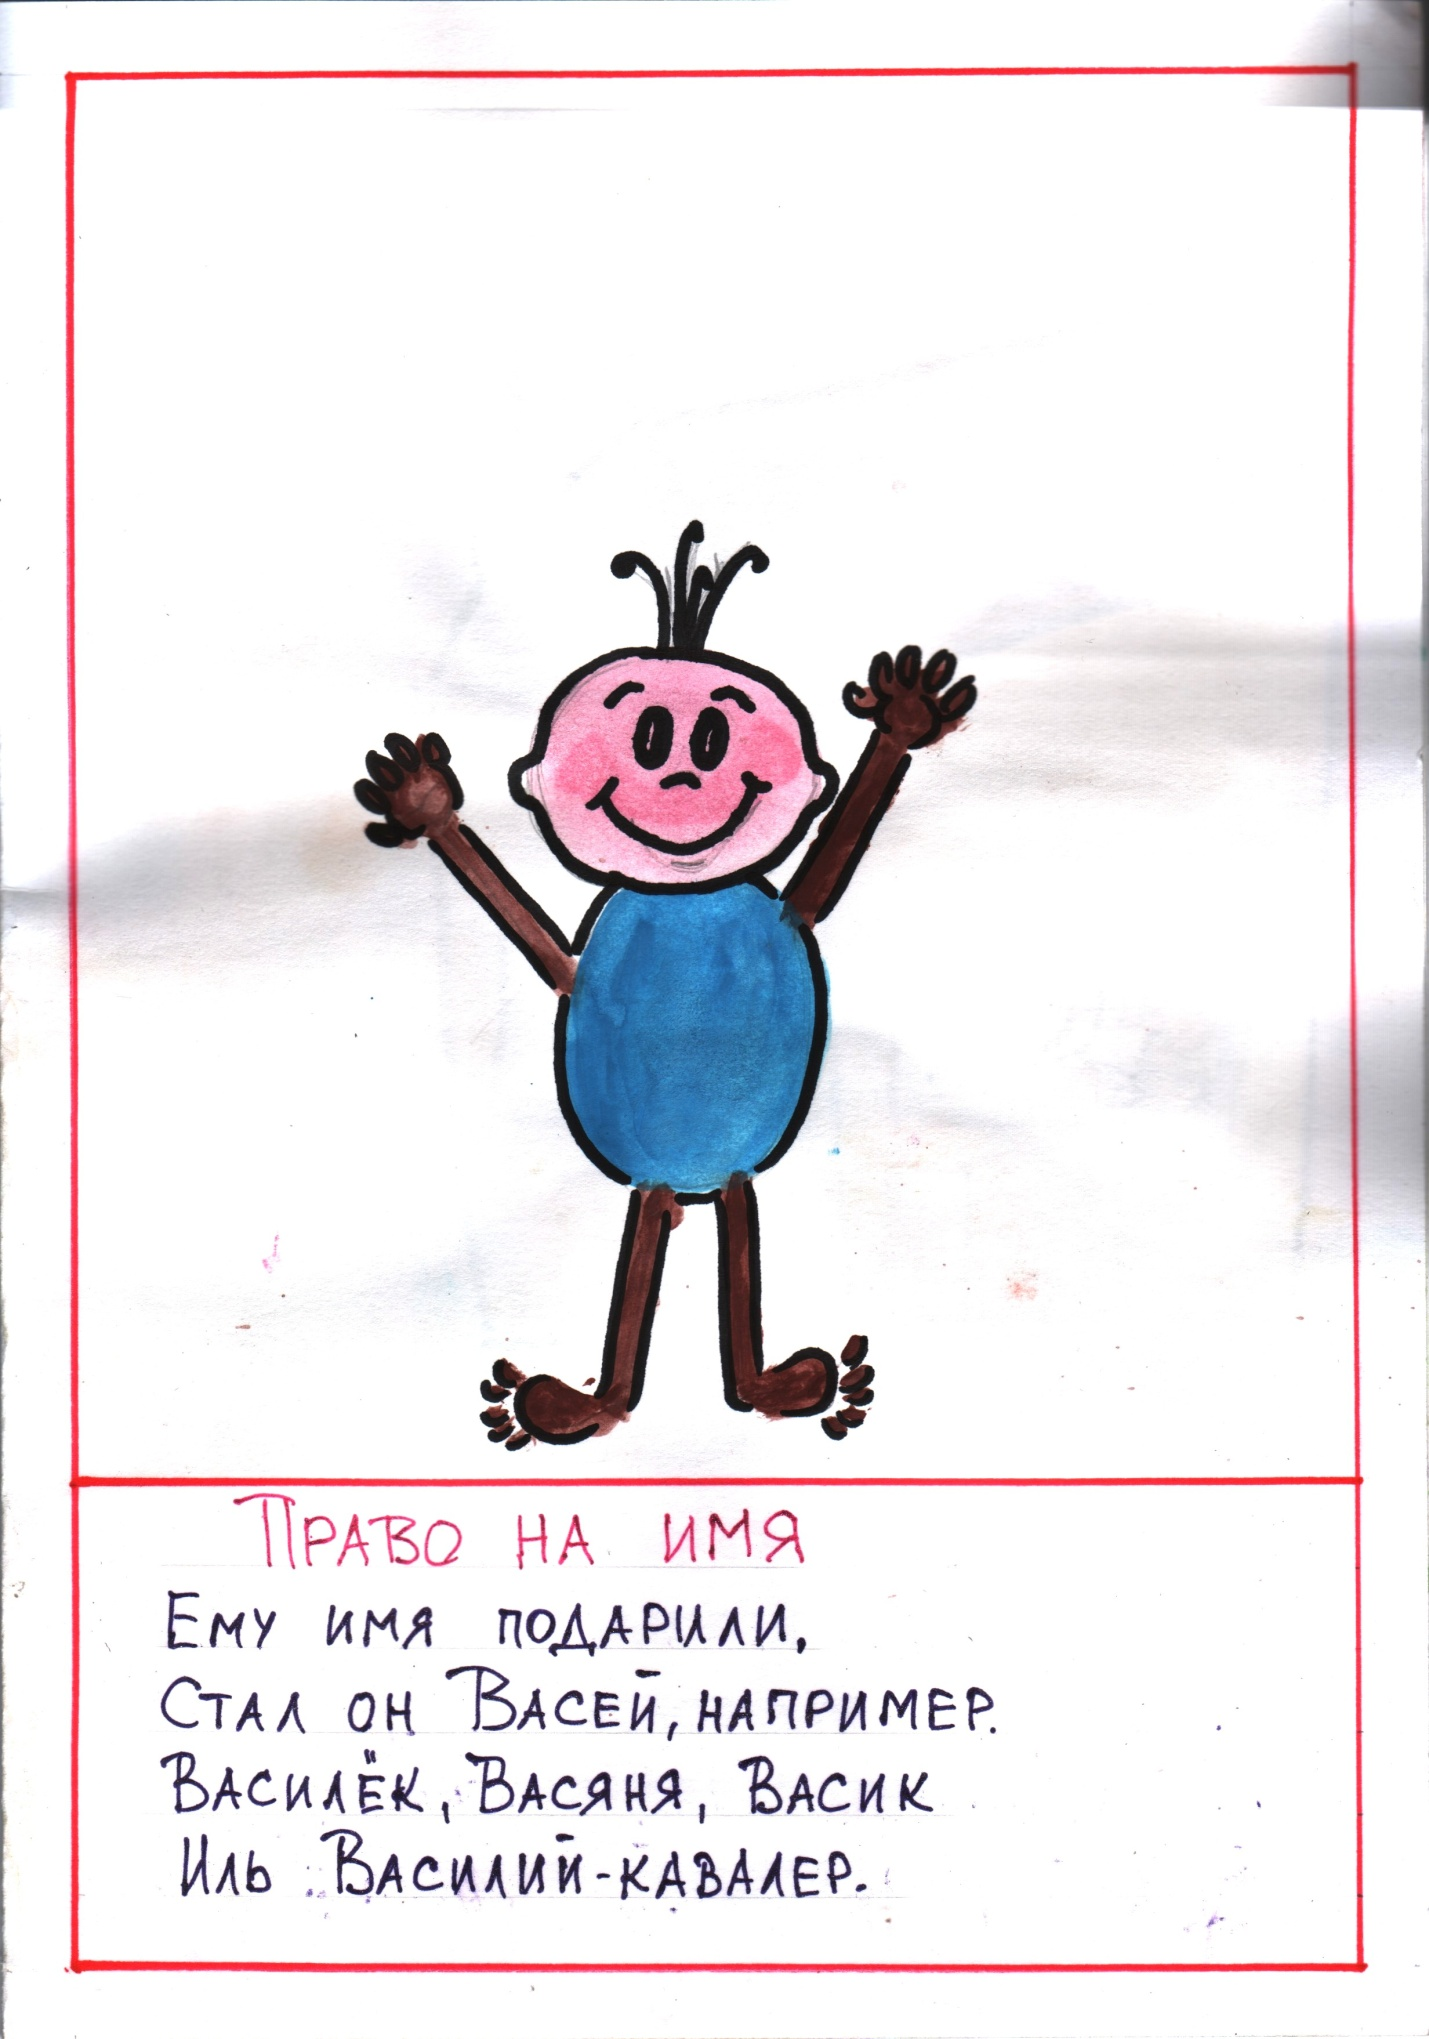 Право на имя
Ему имя подарили,
Стал он Васей, например.
Василёк, Васяня, Васик
Иль Василий-кавалер.